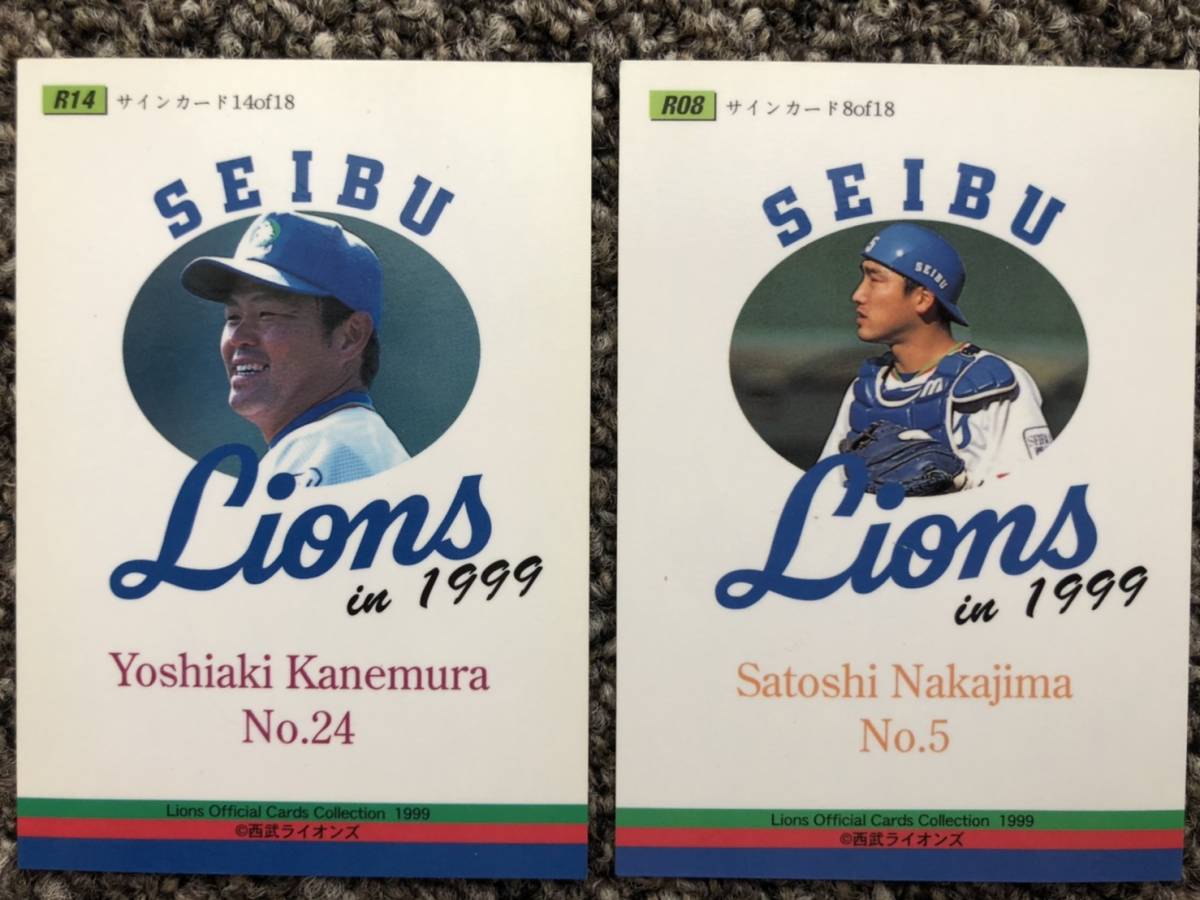 R14 サインカード14of18
SEIBU
Lions
in 1999
Yoshiaki Kanemura
No.24
Lions Official Cards Collection 1999
©西武ライオンズ
R08 サインカード8of18
SEIBU
S
SEIBU
Lions
in 1999
Satoshi Nakajima
No.5
Lions Official Cards Collection 1999
©西武ライオンズ